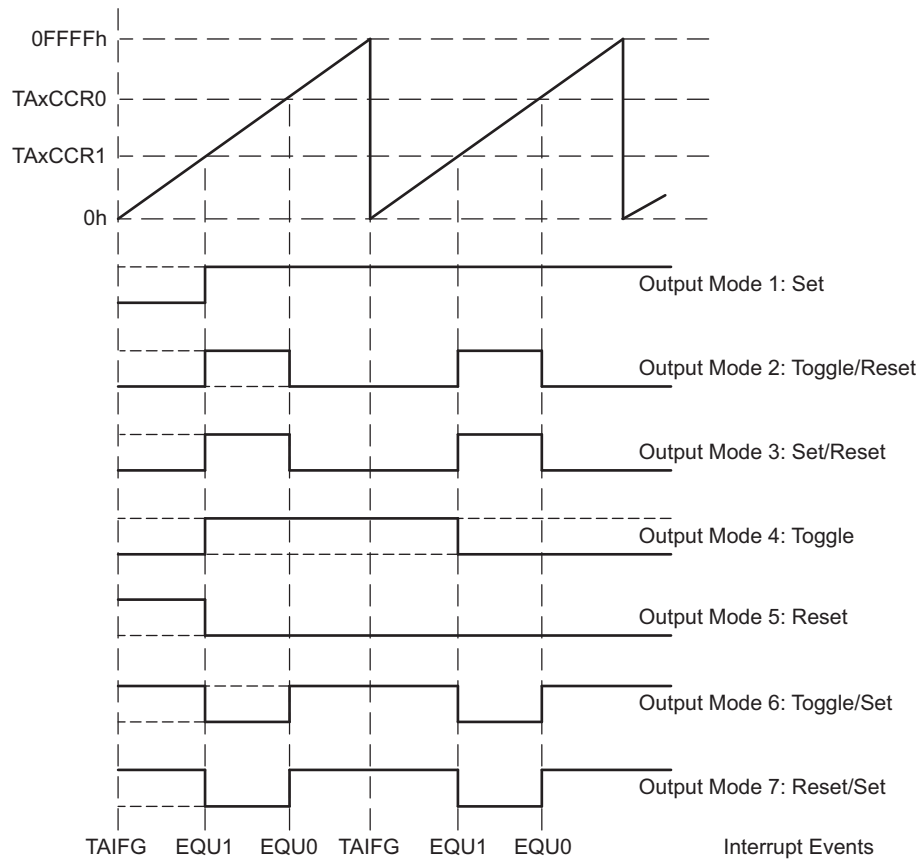 0FFFFh
TAxCCR0
TAxCCR1
0h
Output Mode 1: Set
Output Mode 2: Toggle/Reset
Output Mode 3: Set/Reset
Output Mode 4: Toggle
Output Mode 5: Reset
Output Mode 6: Toggle/Set
Output Mode 7: Reset/Set
TAIFG EQU1 EQU0 TAIFG EQU1 EQU0 Interrupt Events